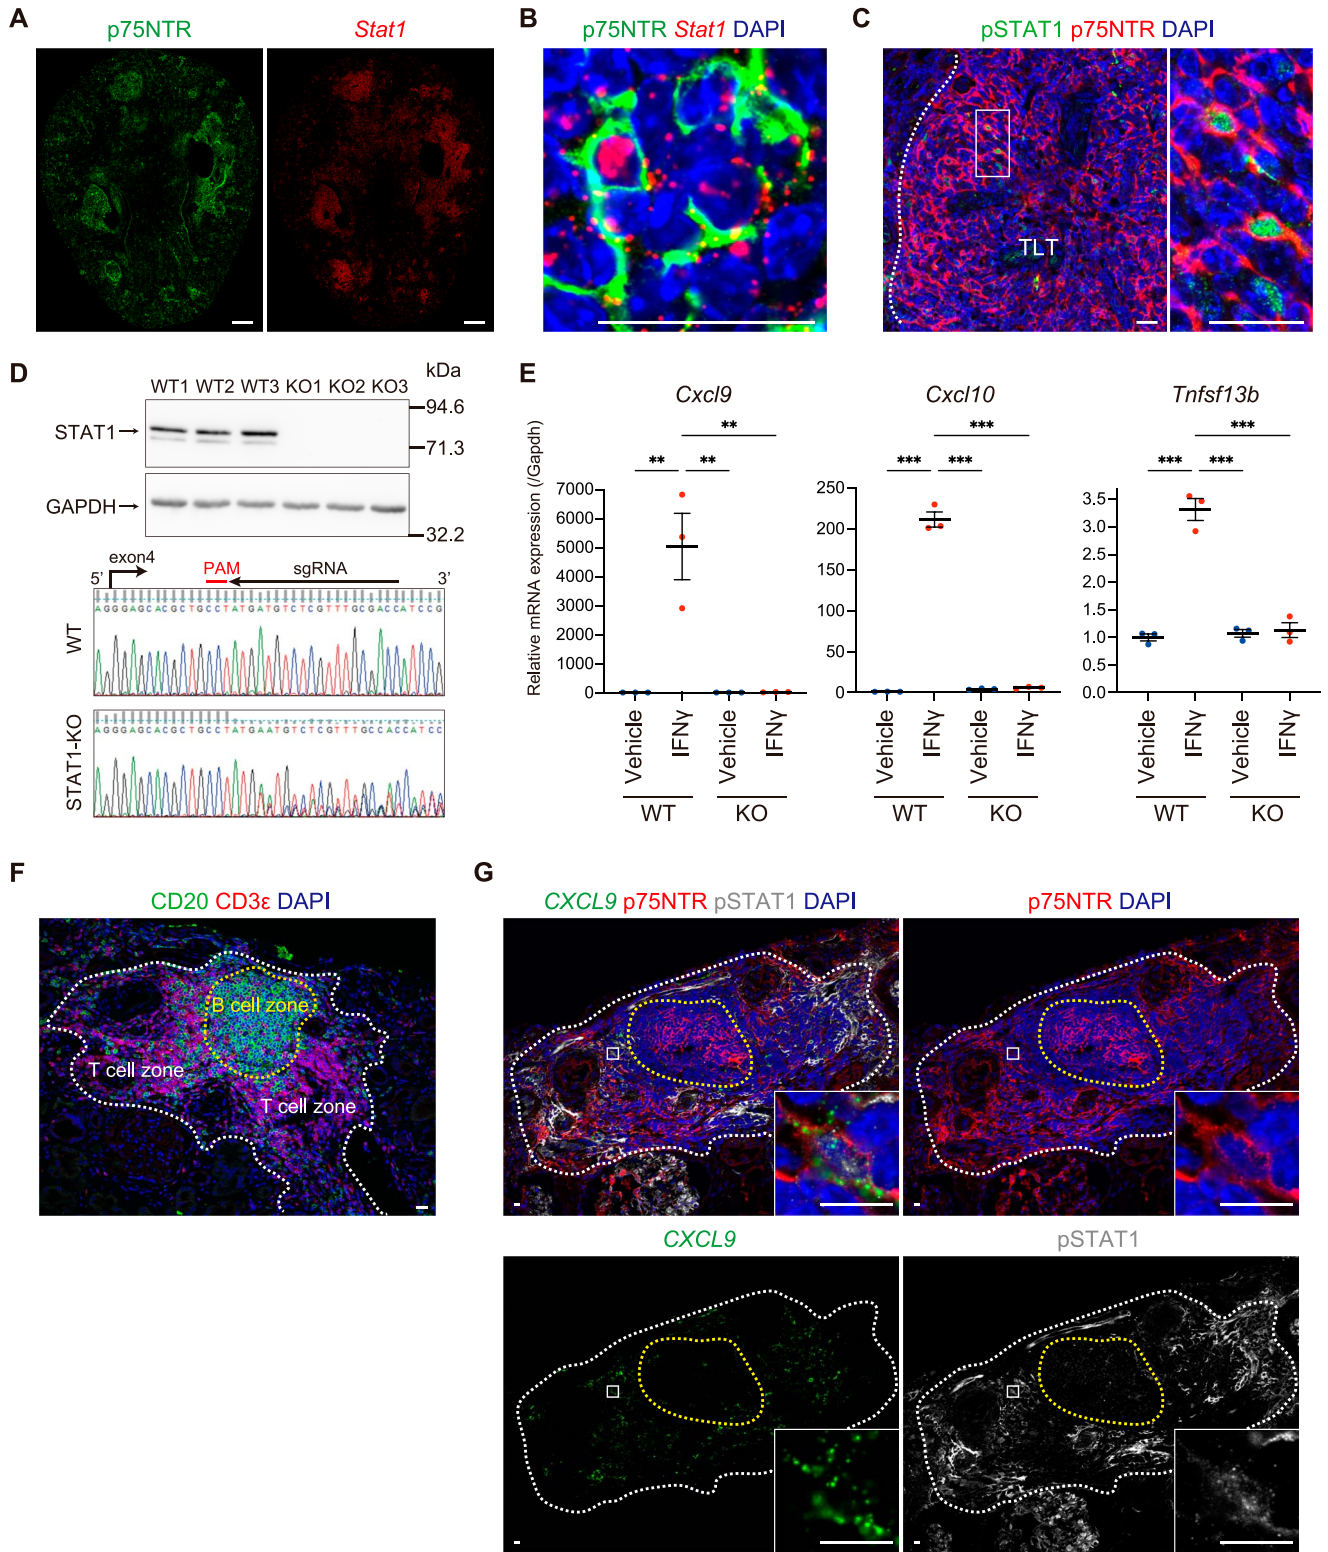 A
p75NTR
Stat1
B
p75NTR Stat1 DAPI
C
pSTAT1 p75NTR DAPI
TLT
D
WT1 WT2 WT3 KO1 KO2 KO3
kDa
94.6
STAT1
71.3
GAPDH
32.2
exon4
PAM
sgRNA
5’
3’
WT
AGGGAGCACGCTGCCTATGATGTCTCGTTTGCGACCATCCG
STAT1-KO
AGGGAGCACGCTGCCTATGAATGTCTCGTTTGCCACCATCC
E
Relative mRNA expression (/Gapdh)
Cxcl9
**
** **
7000
6000
5000
4000
3000
2000
1000
0
Vehicle
IFNγ
Vehicle
IFNγ
WT
KO
Cxcl10
***
*** ***
250
200
150
100
50
0
Vehicle
IFNγ
Vehicle
IFNγ
WT
KO
Tnfsf13b
***
*** ***
3.5
3.0
2.5
2.0
1.5
1.0
0.5
0.0
Vehicle
IFNγ
Vehicle
IFNγ
WT
KO
F
CD20 CD3ε DAPI
B cell zone
T cell zone
T cell zone
G
CXCL9 p75NTR pSTAT1 DAPI
p75NTR DAPI
CXCL9
pSTAT1